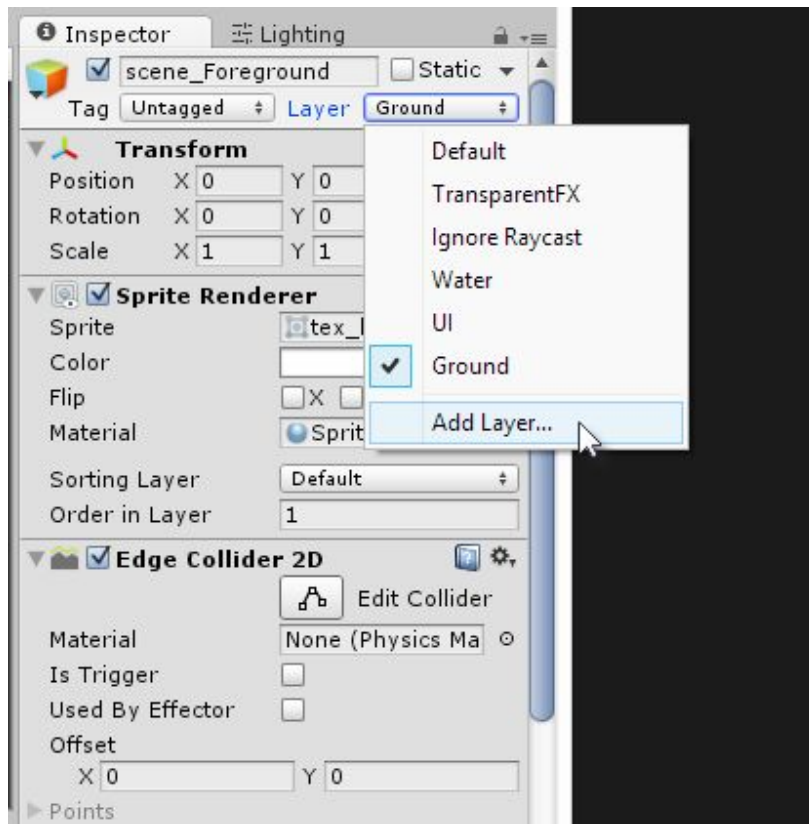 Inspector Lighting
scene_Foreground Static
Tag Untagged Layer Ground
Default
TransparentFX
Ignore Raycast
Water
UI
Ground
Add Layer...
Transform
Position X 0 Y 0
Rotation X 0 Y 0
Scale X 1 Y 1
Sprite Renderer
Sprite tex_
Color
Flip X
Material Sprit
Sorting Layer Default
Order in Layer 1
Edge Collider 2D
Edit Collider
Material None (Physics Ma
Is Trigger
Used By Effector
Offset
X 0 Y 0
Points